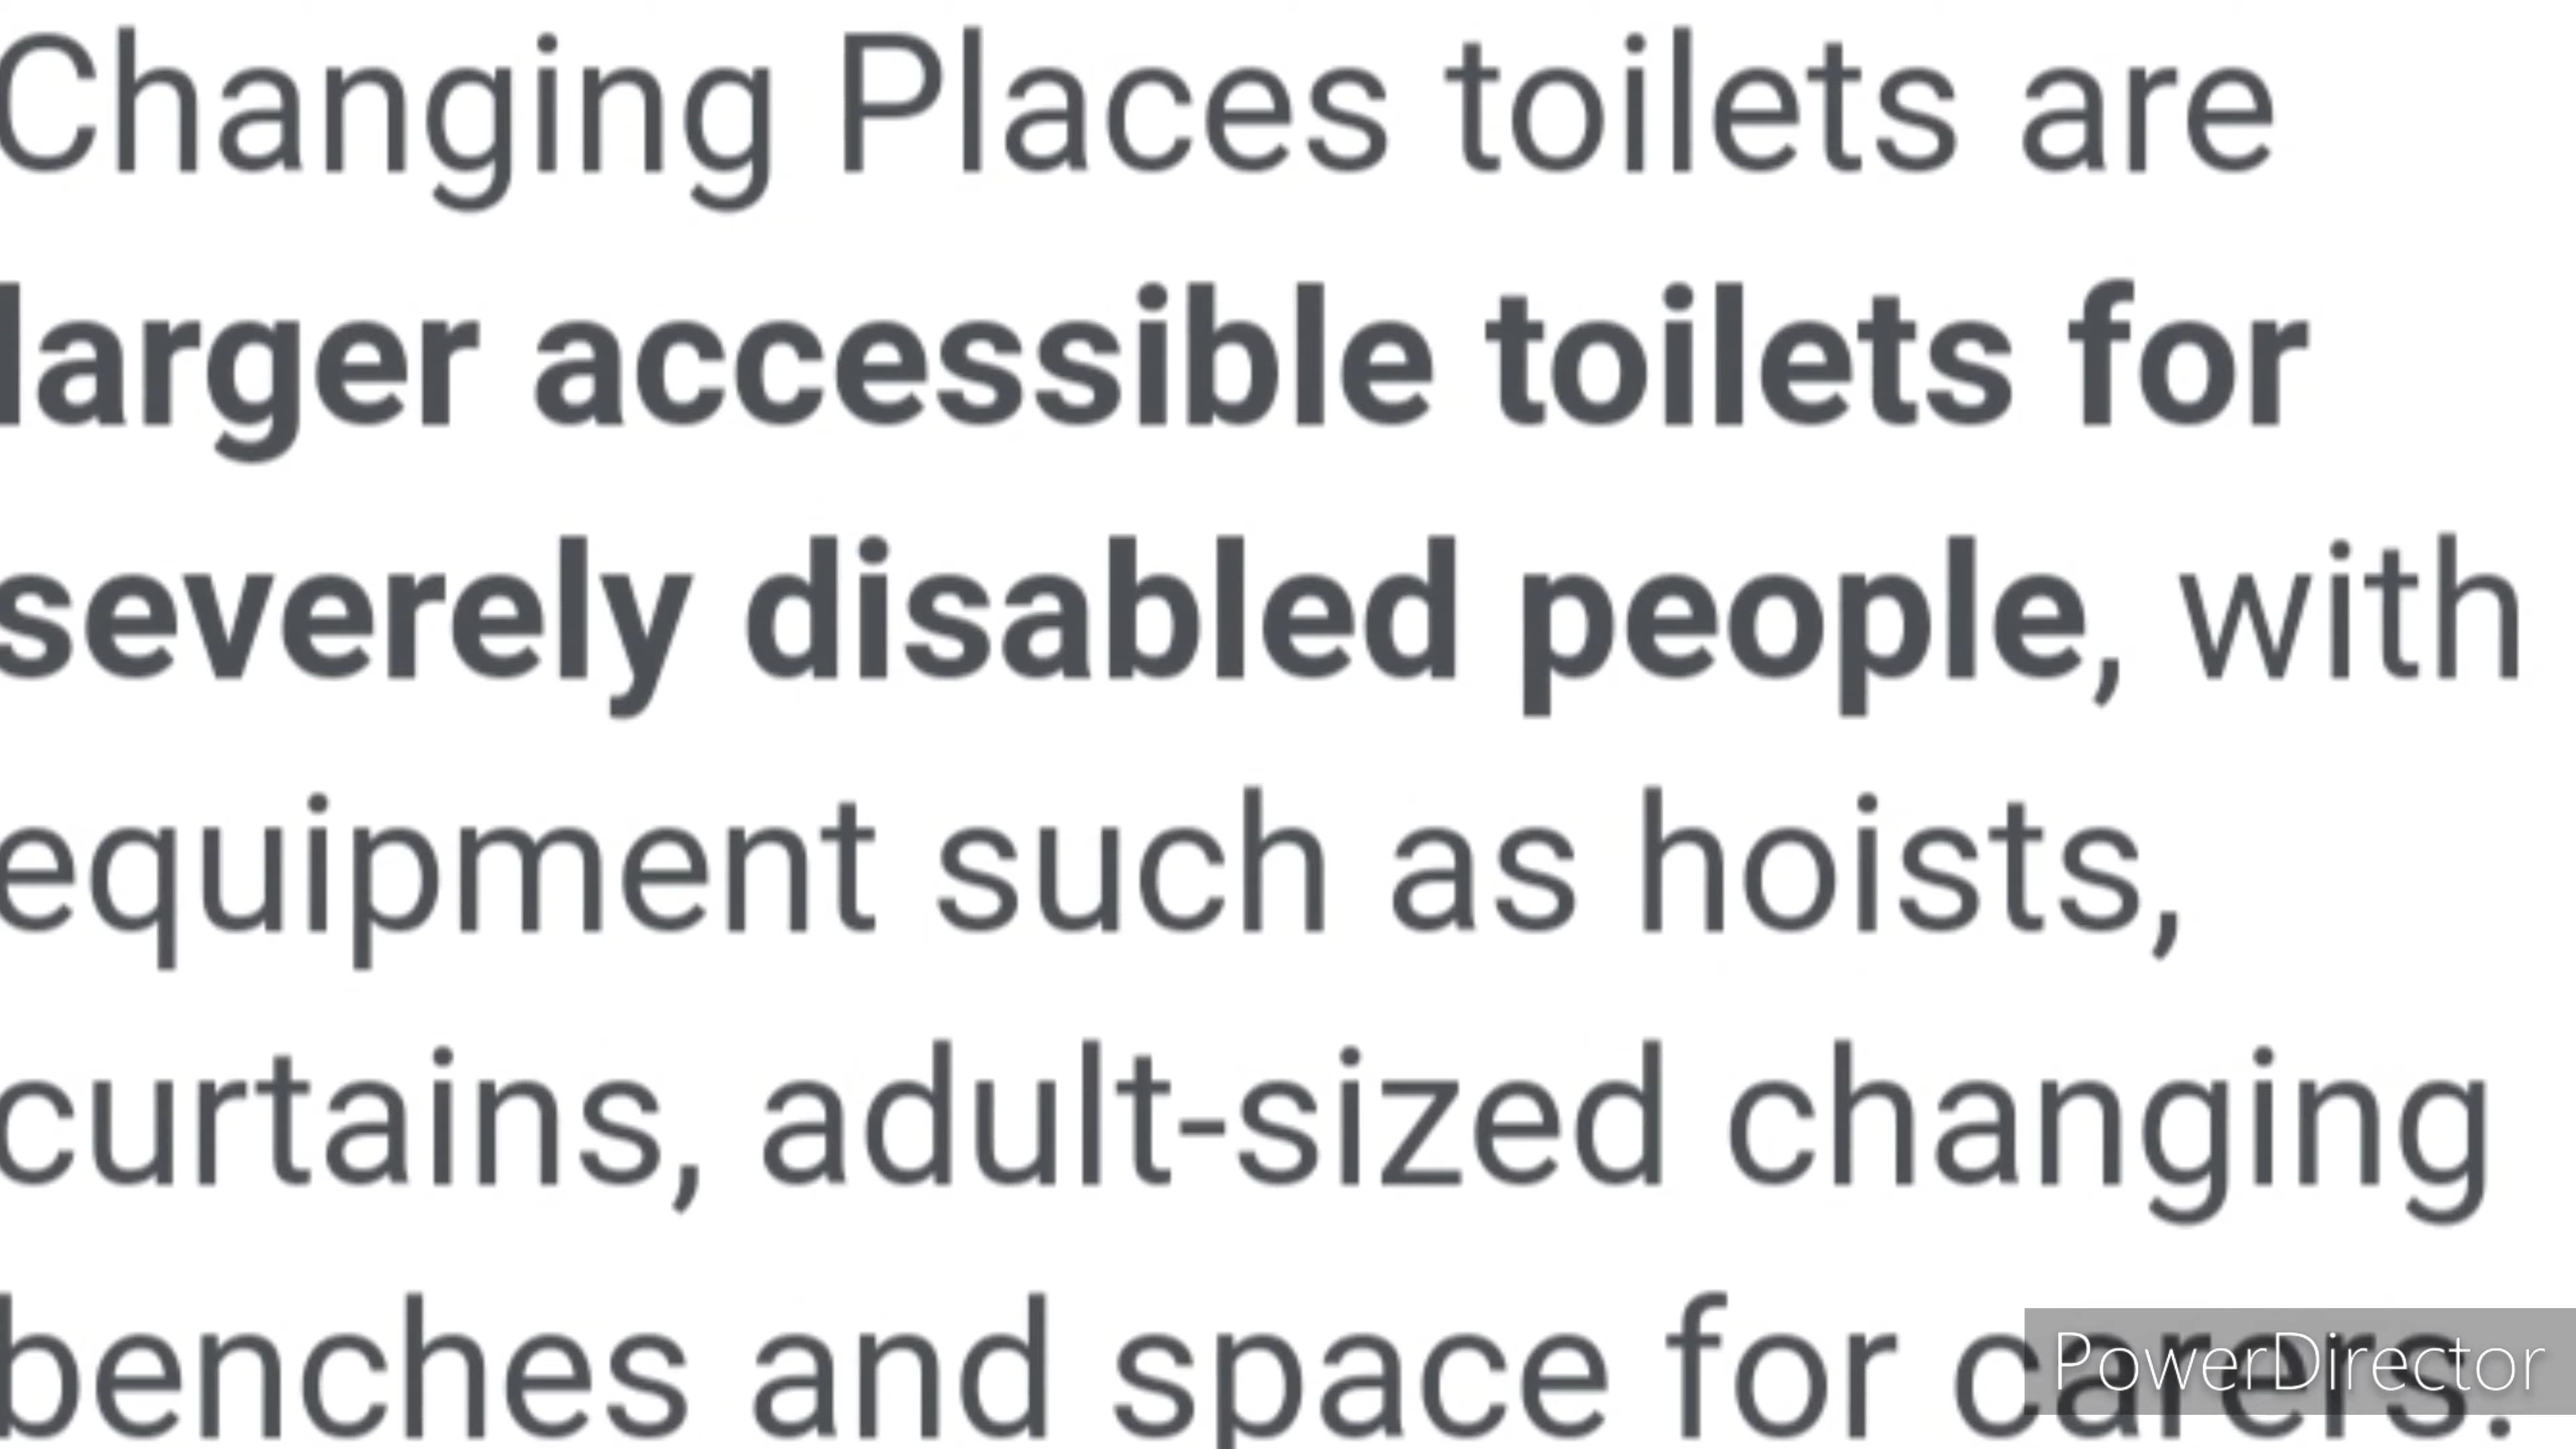 Changing Places toilets are
larger accessible toilets for
severely disabled people, with
equipment such as hoists,
curtains, adult-sized changing
benches and space for carers.
PowerDirector